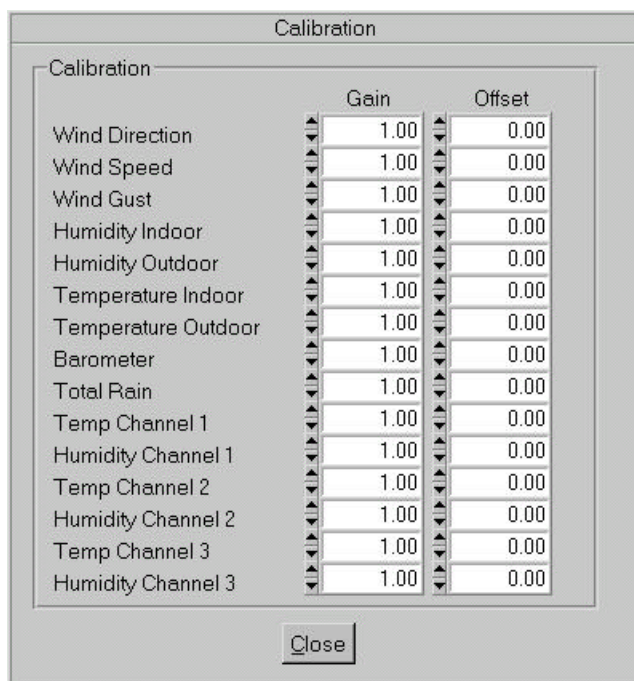 Calibration
Calibration
Gain Offset
Wind Direction 1.00 0.00
Wind Speed 1.00 0.00
Wind Gust 1.00 0.00
Humidity Indoor 1.00 0.00
Humidity Outdoor 1.00 0.00
Temperature Indoor 1.00 0.00
Temperature Outdoor 1.00 0.00
Barometer 1.00 0.00
Total Rain 1.00 0.00
Temp Channel 1 1.00 0.00
Humidity Channel 1 1.00 0.00
Temp Channel 2 1.00 0.00
Humidity Channel 2 1.00 0.00
Temp Channel 3 1.00 0.00
Humidity Channel 3 1.00 0.00
Close